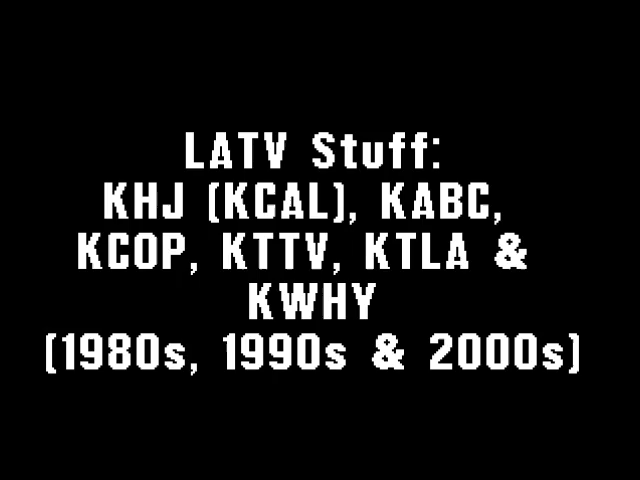 LATV Stuff:
KHJ (KCAL), KABC,
KCOP, KTTV, KTLA &
KWHY
(1980s, 1990s & 2000s)